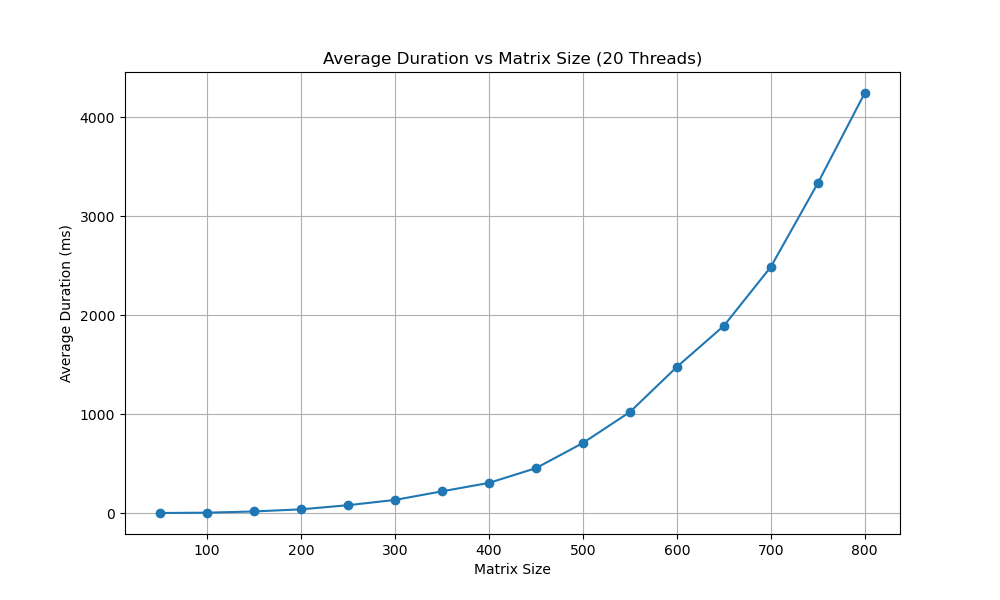 Average Duration vs Matrix Size (20 Threads)
Average Duration (ms)
4000
3000
2000
1000
0
100 200 300 400 500 600 700 800
Matrix Size